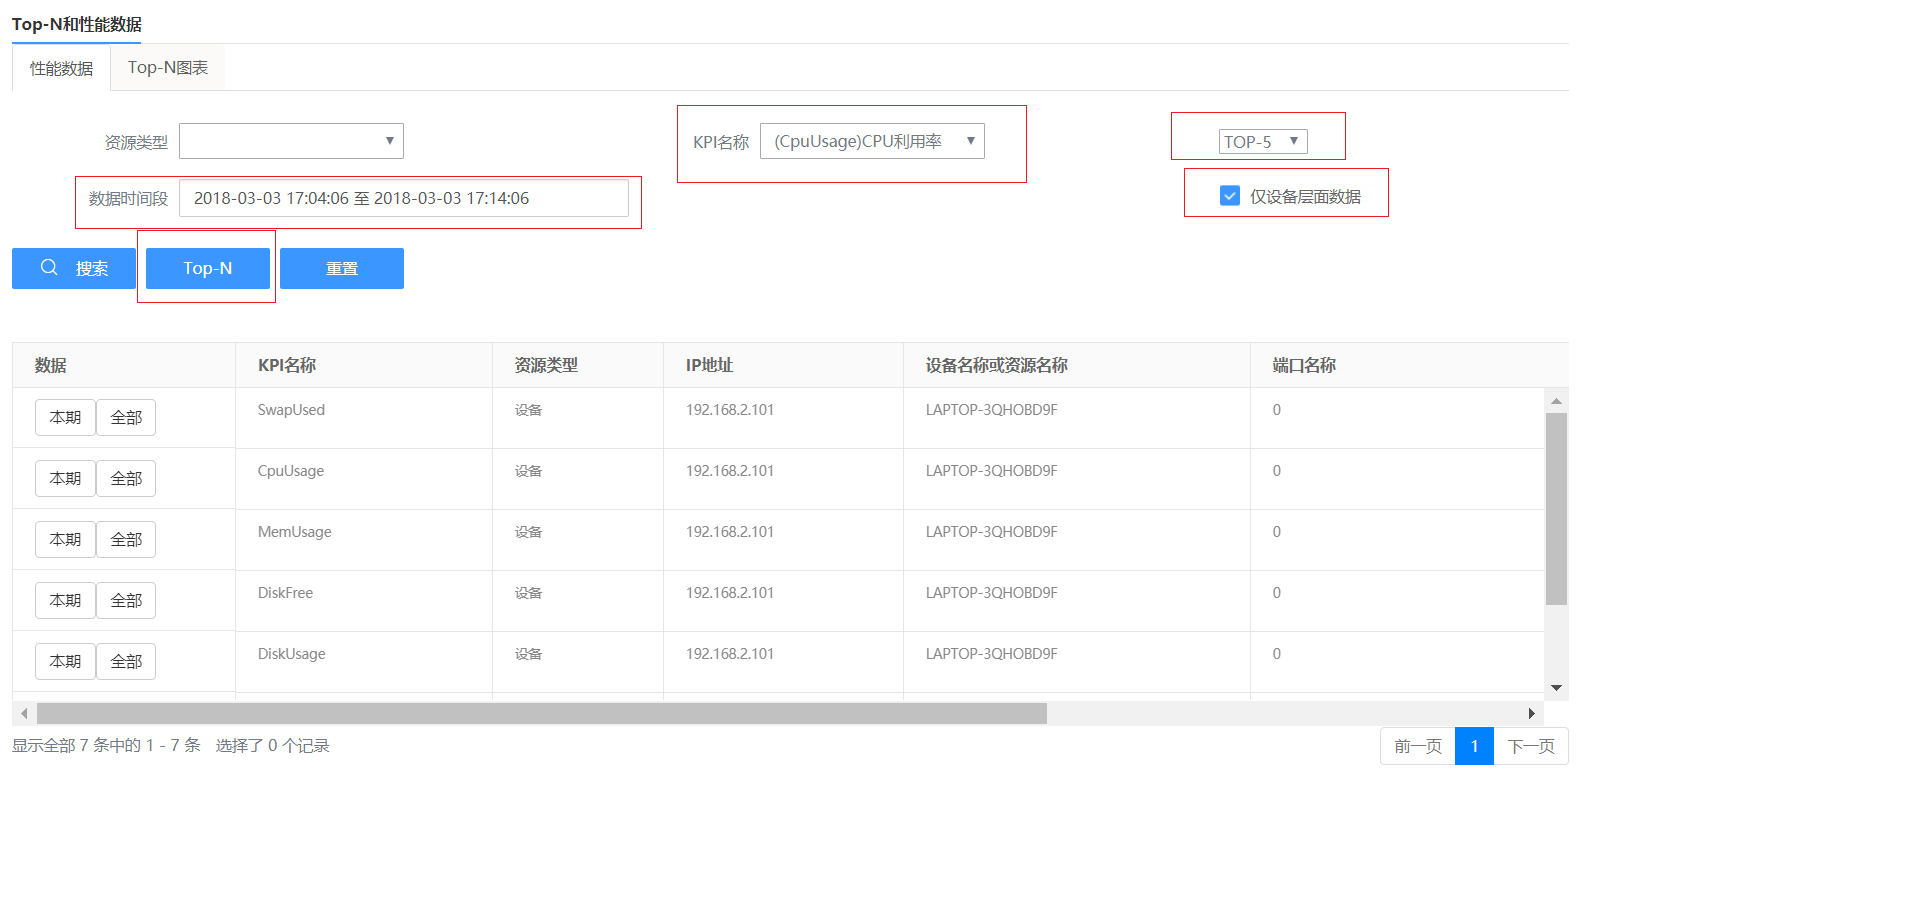 Top-N和性能数据
性能数据 Top-N图表
资源类型 KPI名称 (CpuUsage)CPU利用率 TOP-5
数据时间段 2018-03-03 17:04:06 至 2018-03-03 17:14:06 仅设备层面数据
搜索 Top-N 重置
数据 KPI名称 资源类型 IP地址 设备名称或资源名称 端口名称
本期 全部 SwapUsed 设备 192.168.2.101 LAPTOP-3QHOBD9F 0
本期 全部 CpuUsage 设备 192.168.2.101 LAPTOP-3QHOBD9F 0
本期 全部 MemUsage 设备 192.168.2.101 LAPTOP-3QHOBD9F 0
本期 全部 DiskFree 设备 192.168.2.101 LAPTOP-3QHOBD9F 0
本期 全部 DiskUsage 设备 192.168.2.101 LAPTOP-3QHOBD9F 0
显示全部 7 条中的 1 - 7 条 选择了 0 个记录 前一页 1 下一页